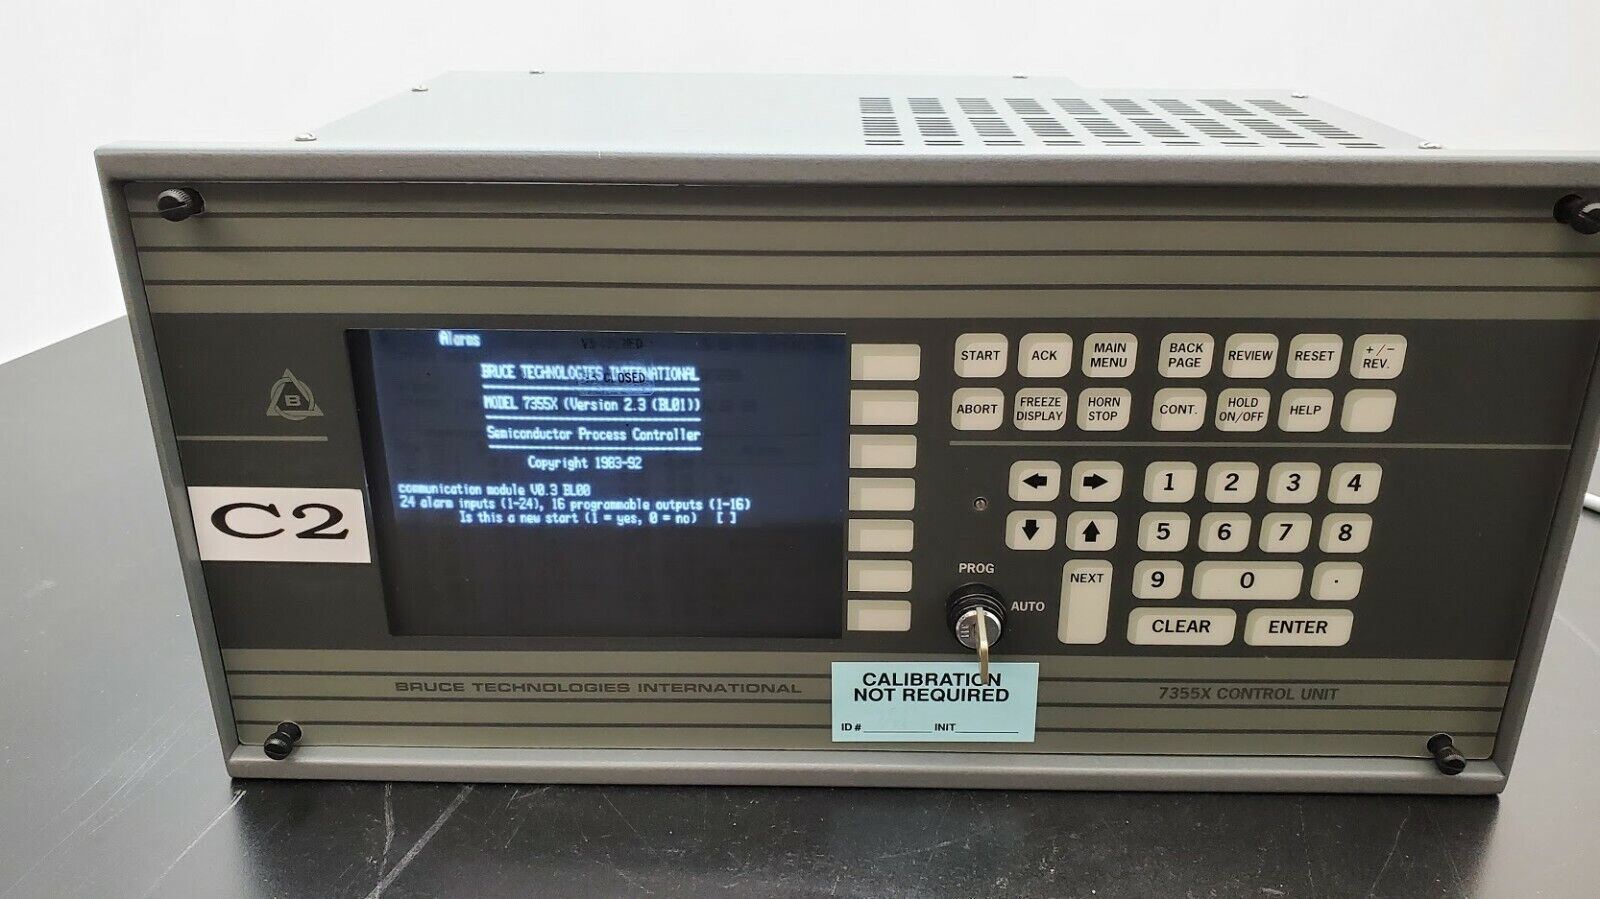 Alarms
BRUCE TECHNOLOGIES INTERNATIONAL
CLOSED
MODEL 7355X (Version 2.3 (BL01))
Semiconductor Process Controller
Copyright 1983-92
communication module V0.3 BL00
24 alarm inputs (1-24), 16 programmable outputs (1-16)
Is this a new start (1 = yes, 0 = no) [ ]
B
C2
START ACK MAIN MENU BACK PAGE REVIEW RESET +/- REV.
ABORT FREEZE DISPLAY HORN STOP CONT. HOLD ON/OFF HELP
1 2 3 4
5 6 7 8
9 0 .
NEXT
CLEAR ENTER
PROG
AUTO
BRUCE TECHNOLOGIES INTERNATIONAL
7355X CONTROL UNIT
CALIBRATION
NOT REQUIRED
ID #__________ INIT__________